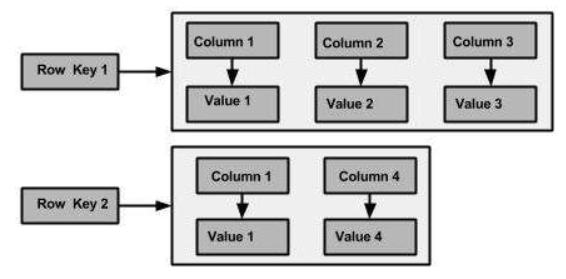 Column 1 Column 2 Column 3
Row Key 1
Value 1 Value 2 Value 3
Column 1 Column 4
Row Key 2
Value 1 Value 4